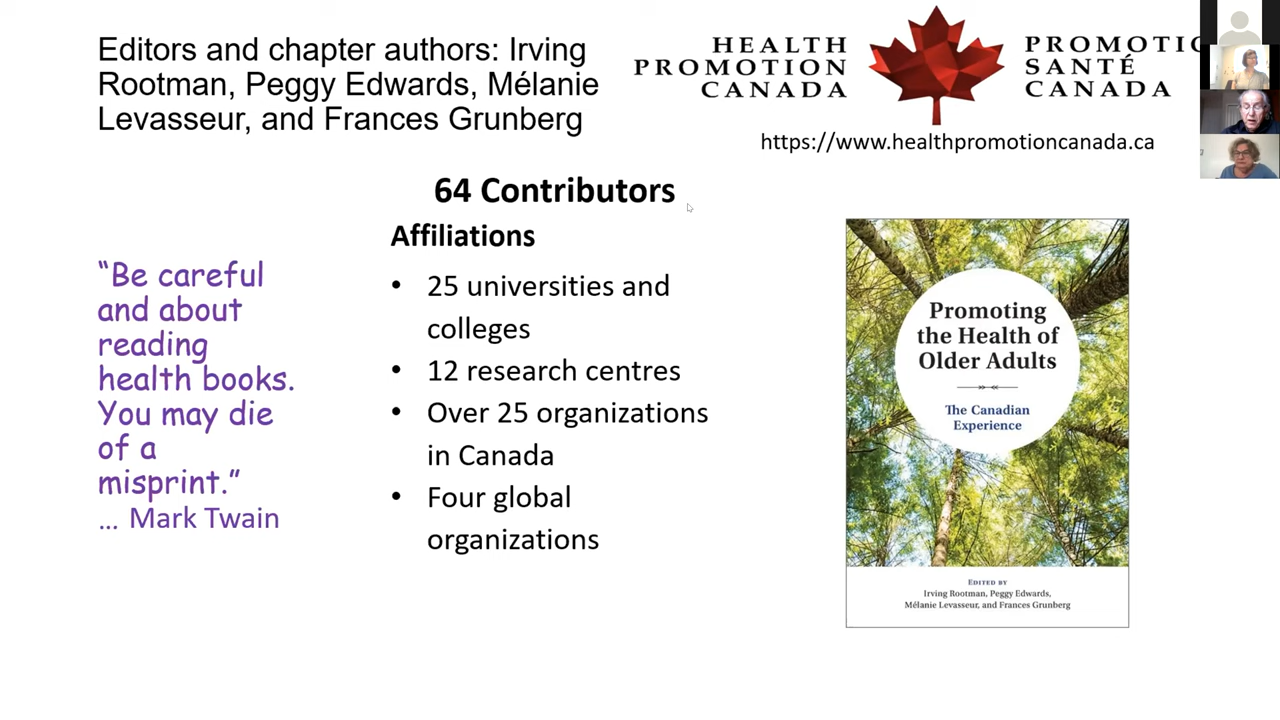 Editors and chapter authors: Irving
Rootman, Peggy Edwards, Mélanie
Levasseur, and Frances Grunberg
HEALTH
PROMOTION
CANADA
PROMOTIO
SANTÉ
CANADA
https://www.healthpromotioncanada.ca
64 Contributors
Affiliations
• 25 universities and
colleges
• 12 research centres
• Over 25 organizations
in Canada
• Four global
organizations
“Be careful
and about
reading
health books.
You may die
of a
misprint.”
… Mark Twain
Promoting
the Health of
Older Adults
The Canadian
Experience
EDITED BY
Irving Rootman, Peggy Edwards,
Mélanie Levasseur, and Frances Grunberg